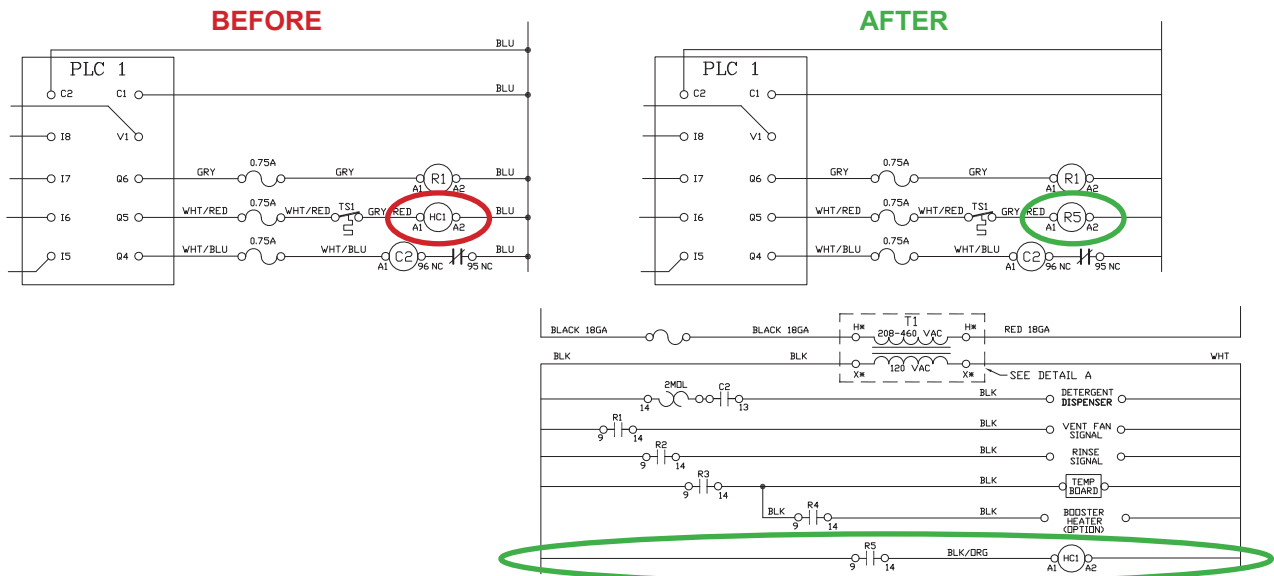 BEFORE
BLU
PLC 1
C2 C1 BLU
I8 V1
0.75A
I7 Q6 GRY GRY R1 BLU
A1 A2
0.75A
I6 Q5 WHT/RED WHT/RED TS1 GRY/RED HC1 BLU
A1 A2
0.75A
I5 Q4 WHT/BLU WHT/BLU C2 BLU
A1 96 NC 95 NC
AFTER
PLC 1
C2 C1
I8 V1
0.75A
I7 Q6 GRY GRY R1
A1 A2
0.75A
I6 Q5 WHT/RED WHT/RED TS1 GRY/RED R5
A1 A2
0.75A
I5 Q4 WHT/BLU WHT/BLU C2
A1 96 NC 95 NC
T1
BLACK 18GA BLACK 18GA H* 208-460 VAC H* RED 18GA
BLK BLK 120 VAC WHT
X* X* SEE DETAIL A
2MOL C2 BLK DETERGENT
14 13 DISPENSER
R1 BLK VENT FAN
9 14 SIGNAL
R2 BLK RINSE
9 14 SIGNAL
R3 BLK TEMP
9 14 BOARD
BLK R4 BLK BOOSTER
9 14 HEATER
(OPTION)
R5 BLK/ORG HC1
9 14 A1 A2